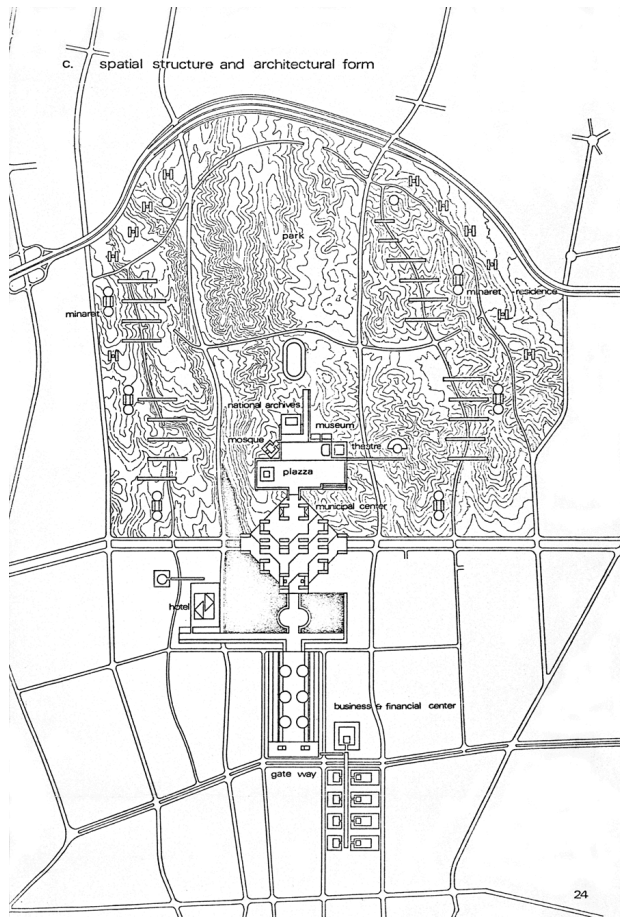 c. spatial structure and architectural form
park
minaret - residence
minaret
national archives
museum
mosque
theatre
piazza
municipal center
hotel
business & financial center
gate way
24